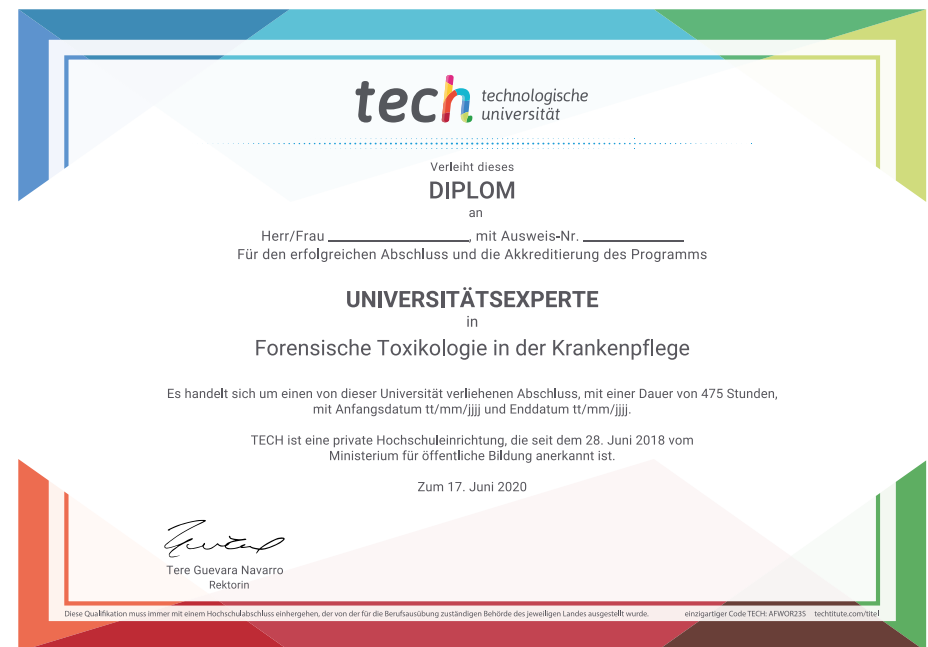 tech technologische
universität
Verleiht dieses
DIPLOM
an
Herr/Frau ____________________, mit Ausweis-Nr. ______________
Für den erfolgreichen Abschluss und die Akkreditierung des Programms
UNIVERSITÄTSEXPERTE
in
Forensische Toxikologie in der Krankenpflege
Es handelt sich um einen von dieser Universität verliehenen Abschluss, mit einer Dauer von 475 Stunden,
mit Anfangsdatum tt/mm/jjjj und Enddatum tt/mm/jjjj.
TECH ist eine private Hochschuleinrichtung, die seit dem 28. Juni 2018 vom
Ministerium für öffentliche Bildung anerkannt ist.
Zum 17. Juni 2020
Tere Guevara Navarro
Rektorin
Diese Qualifikation muss immer mit einem Hochschulabschluss einhergehen, der von der für die Berufsausübung zuständigen Behörde des jeweiligen Landes ausgestellt wurde. einzigartiger Code TECH: AFWOR23S techtitute.com/titel